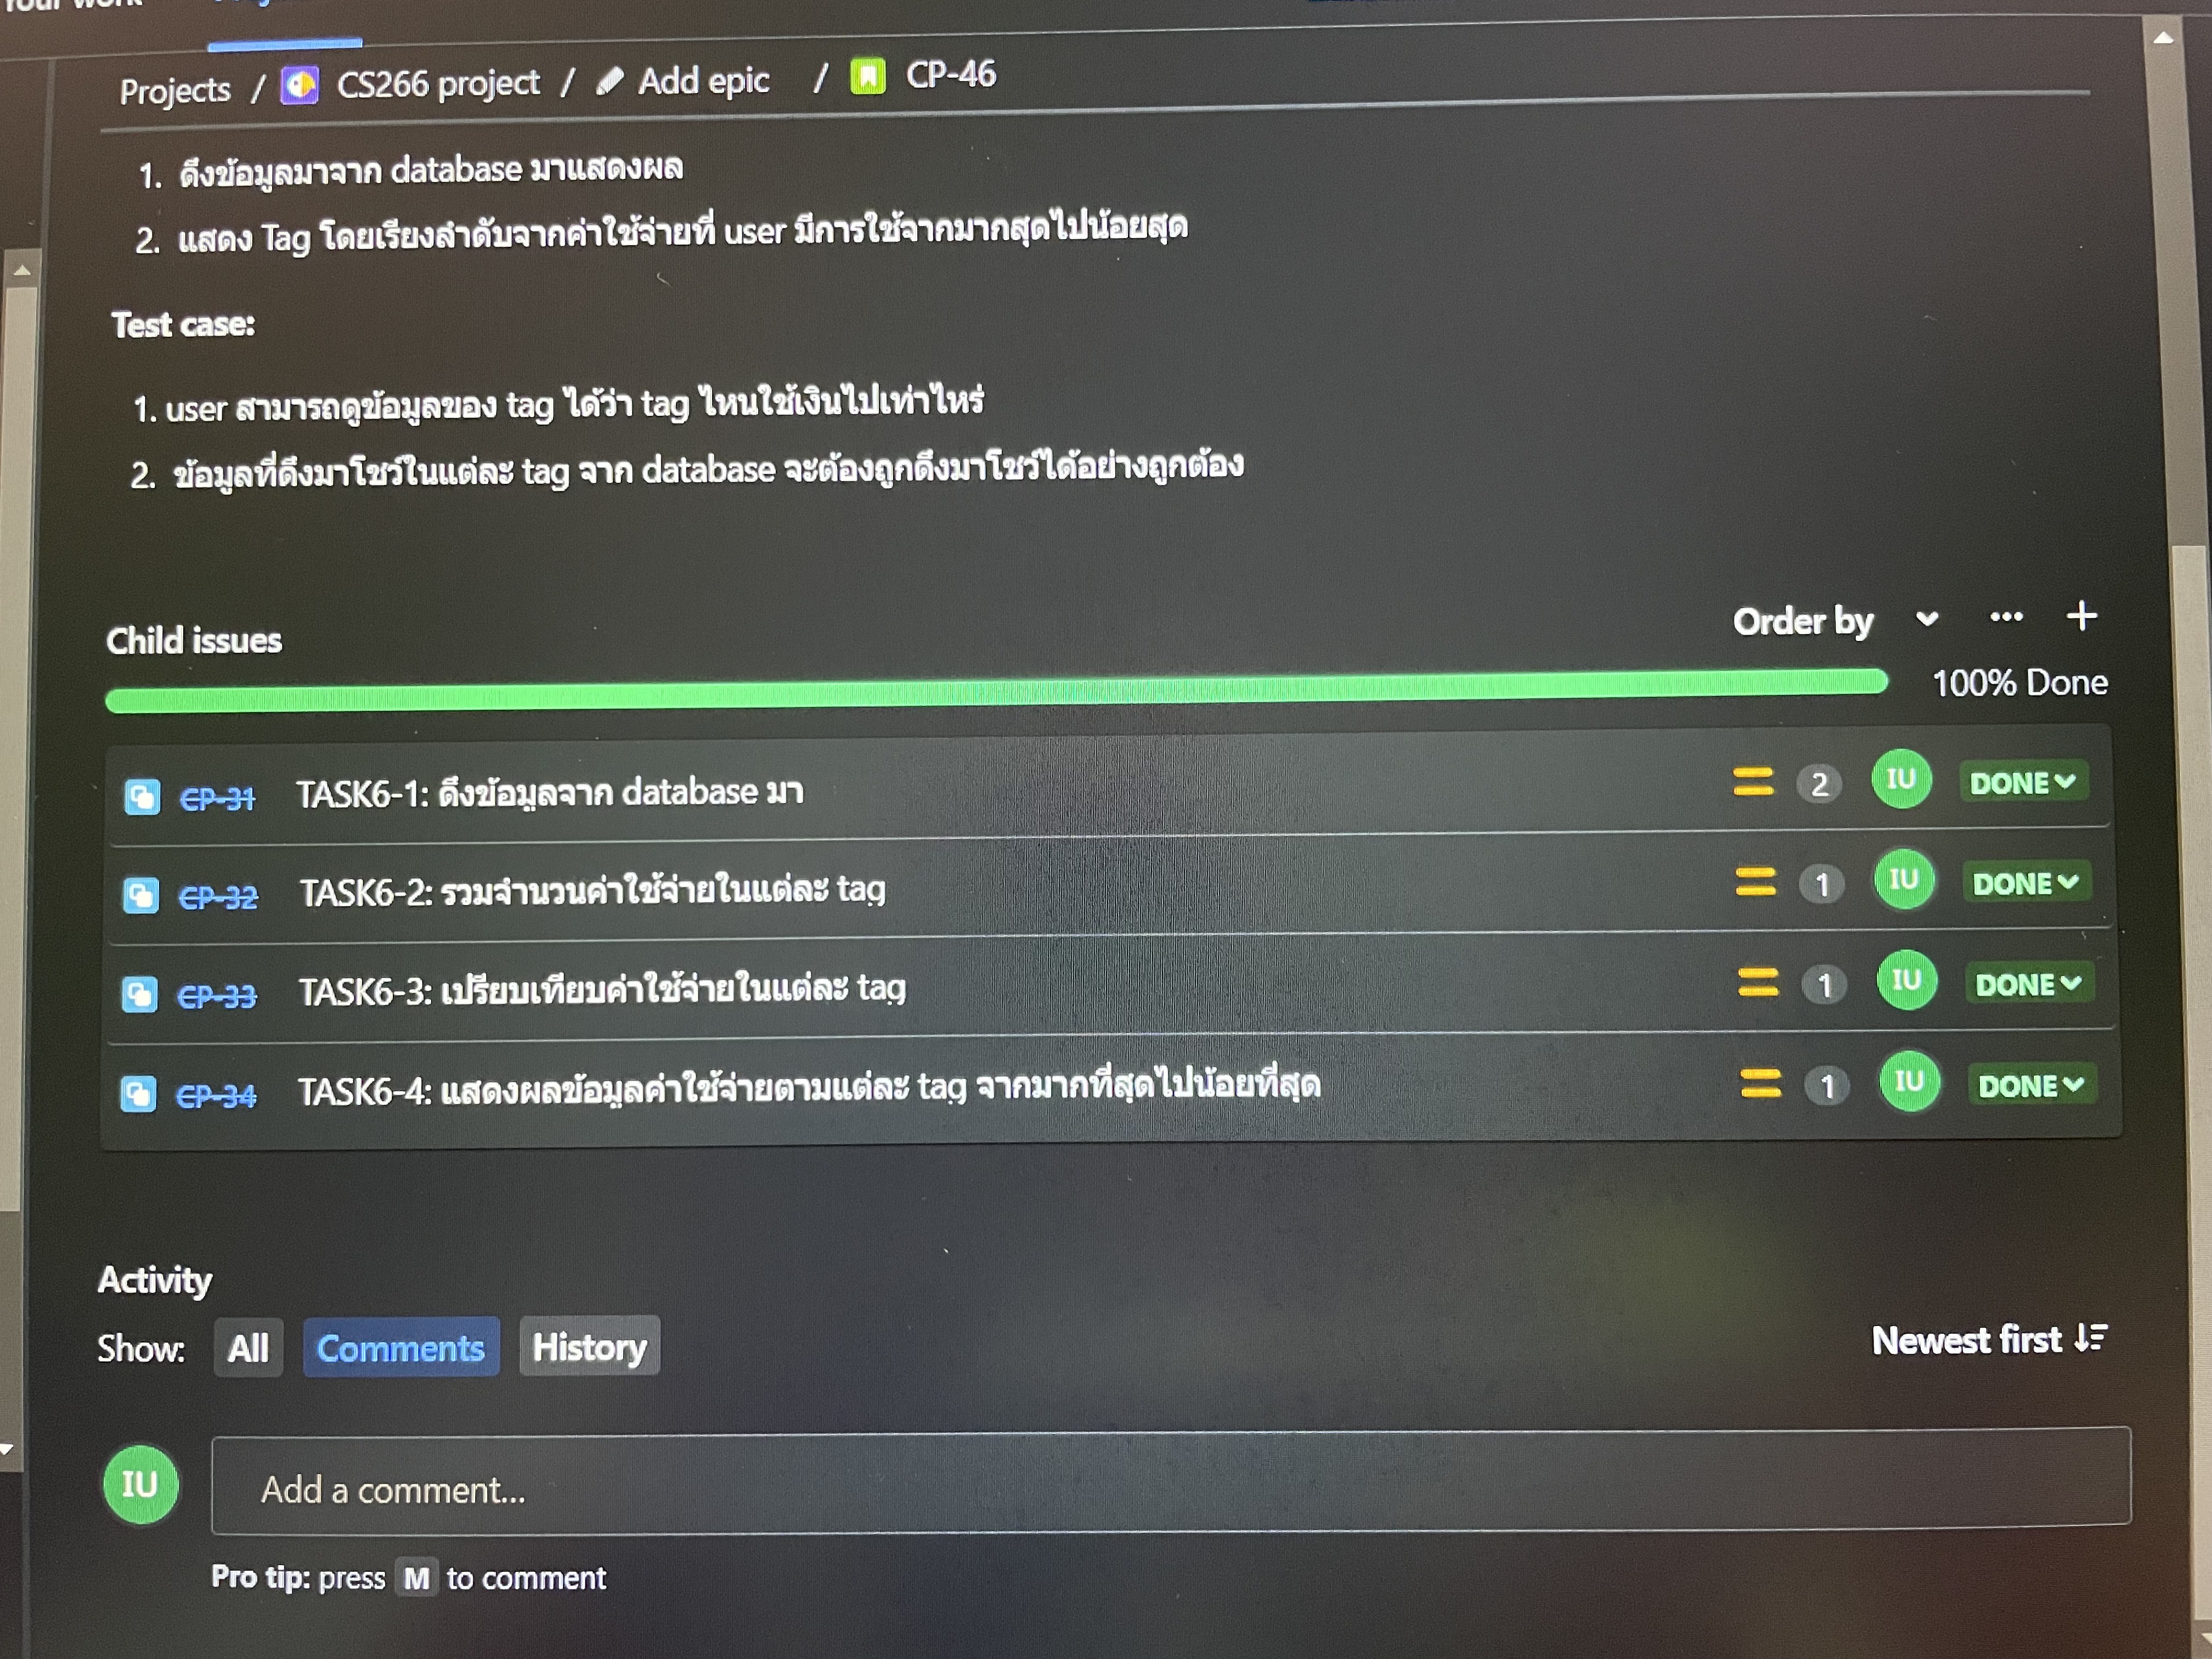 Your work
Projects / CS266 project / Add epic / CP-46
1. ดึงข้อมูลมาจาก database มาแสดงผล
2. แสดง Tag โดยเรียงลำดับจากค่าใช้จ่ายที่ user มีการใช้จากมากสุดไปน้อยสุด
Test case:
1. user สามารถดูข้อมูลของ tag ได้ว่า tag ไหนใช้เงินไปเท่าไหร่
2. ข้อมูลที่ดึงมาโชว์ในแต่ละ tag จาก database จะต้องถูกดึงมาโชว์ได้อย่างถูกต้อง
Child issues Order by
100% Done
CP-31 TASK6-1: ดึงข้อมูลจาก database มา 2 IU DONE
CP-32 TASK6-2: รวมจำนวนค่าใช้จ่ายในแต่ละ tag 1 IU DONE
CP-33 TASK6-3: เปรียบเทียบค่าใช้จ่ายในแต่ละ tag 1 IU DONE
CP-34 TASK6-4: แสดงผลข้อมูลค่าใช้จ่ายตามแต่ละ tag จากมากที่สุดไปน้อยที่สุด 1 IU DONE
Activity
Show: All Comments History Newest first
IU Add a comment...
Pro tip: press M to comment